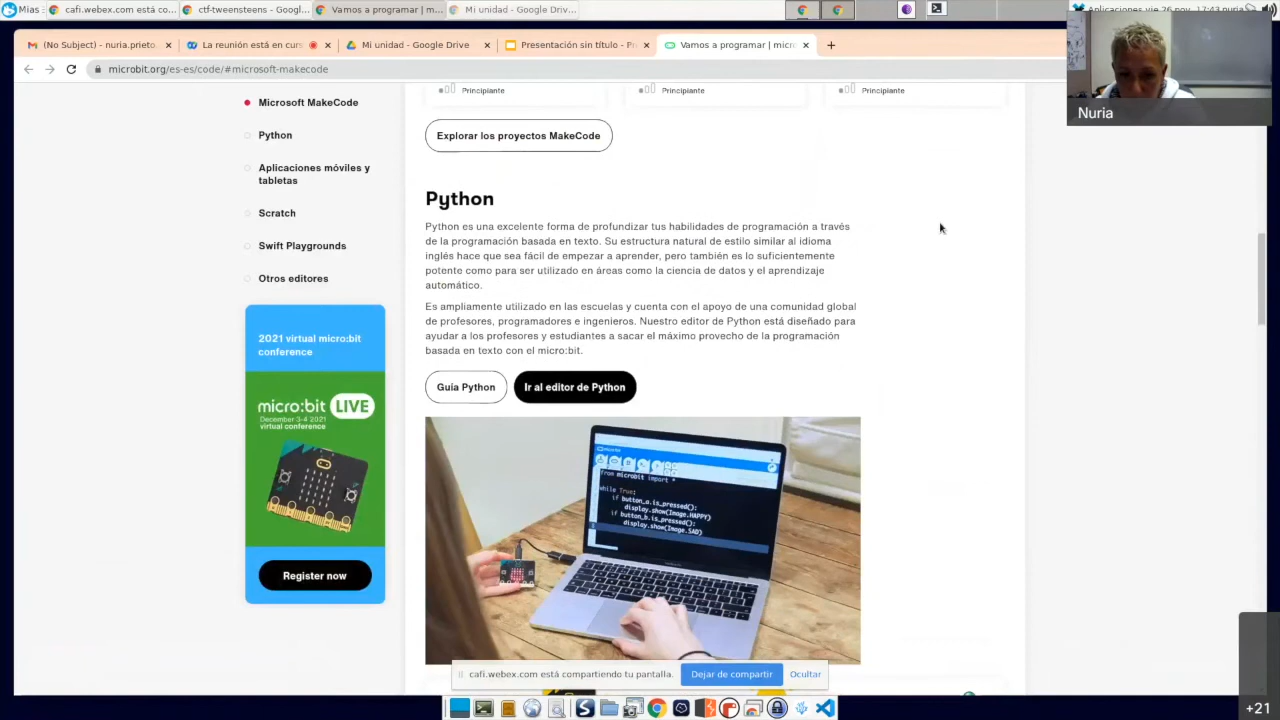 Mias
cafi.webex.com está co...
ctf-tweensteens - Googl...
Vamos a programar | m...
Mi unidad - Google Driv...
Aplicaciones vie 26 nov, 17:43 nuria
(No Subject) - nuria.prieto
La reunión está en curs
Mi unidad - Google Drive
Presentación sin título - Pr
Vamos a programar | micr
microbit.org/es-es/code/#microsoft-makecode
Nuria
Microsoft MakeCode
Python
Aplicaciones móviles y
tabletas
Scratch
Swift Playgrounds
Otros editores
2021 virtual micro:bit
conference
micro:bit LIVE
December 3-4 2021
virtual conference
Register now
Principiante
Principiante
Principiante
Explorar los proyectos MakeCode
Python
Python es una excelente forma de profundizar tus habilidades de programación a través
de la programación basada en texto. Su estructura natural de estilo similar al idioma
inglés hace que sea fácil de empezar a aprender, pero también es lo suficientemente
potente como para ser utilizado en áreas como la ciencia de datos y el aprendizaje
automático.
Es ampliamente utilizado en las escuelas y cuenta con el apoyo de una comunidad global
de profesores, programadores e ingenieros. Nuestro editor de Python está diseñado para
ayudar a los profesores y estudiantes a sacar el máximo provecho de la programación
basada en texto con el micro:bit.
Guía Python
Ir al editor de Python
from microbit import *
while True:
if button_a.is_pressed():
display.show(Image.HAPPY)
if button_b.is_pressed():
display.show(Image.SAD)
cafi.webex.com está compartiendo tu pantalla.
Dejar de compartir
Ocultar
+21